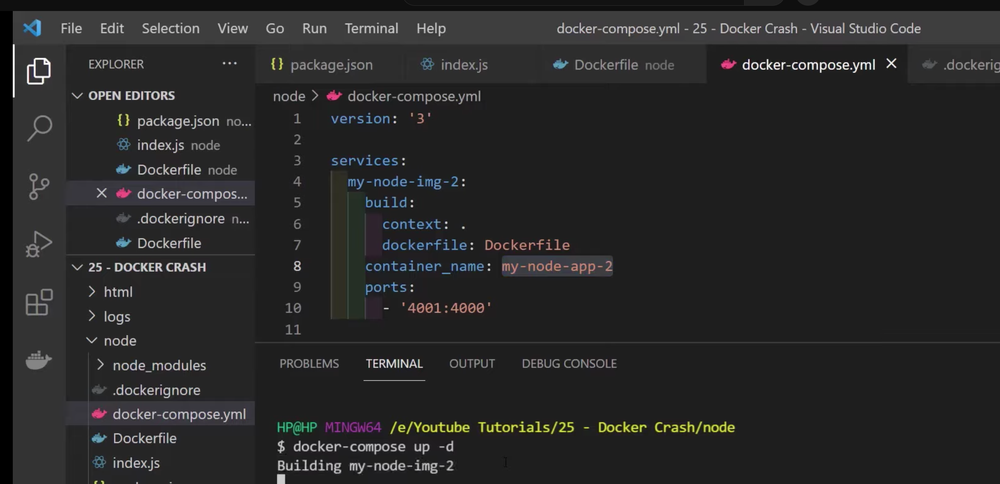 File Edit Selection View Go Run Terminal Help docker-compose.yml - 25 - Docker Crash - Visual Studio Code
EXPLORER ...
OPEN EDITORS
{} package.json no...
index.js node
Dockerfile node
docker-compos...
.dockerignore n...
Dockerfile
25 - DOCKER CRASH
html
logs
node
node_modules
.dockerignore
docker-compose.yml
Dockerfile
index.js
{} package.json index.js Dockerfile node docker-compose.yml .dockerig
node > docker-compose.yml
1 version: '3'
2
3 services:
4 my-node-img-2:
5 build:
6 context: .
7 dockerfile: Dockerfile
8 container_name: my-node-app-2
9 ports:
10 - '4001:4000'
11
PROBLEMS TERMINAL OUTPUT DEBUG CONSOLE
HP@HP MINGW64 /e/Youtube Tutorials/25 - Docker Crash/node
$ docker-compose up -d
Building my-node-img-2